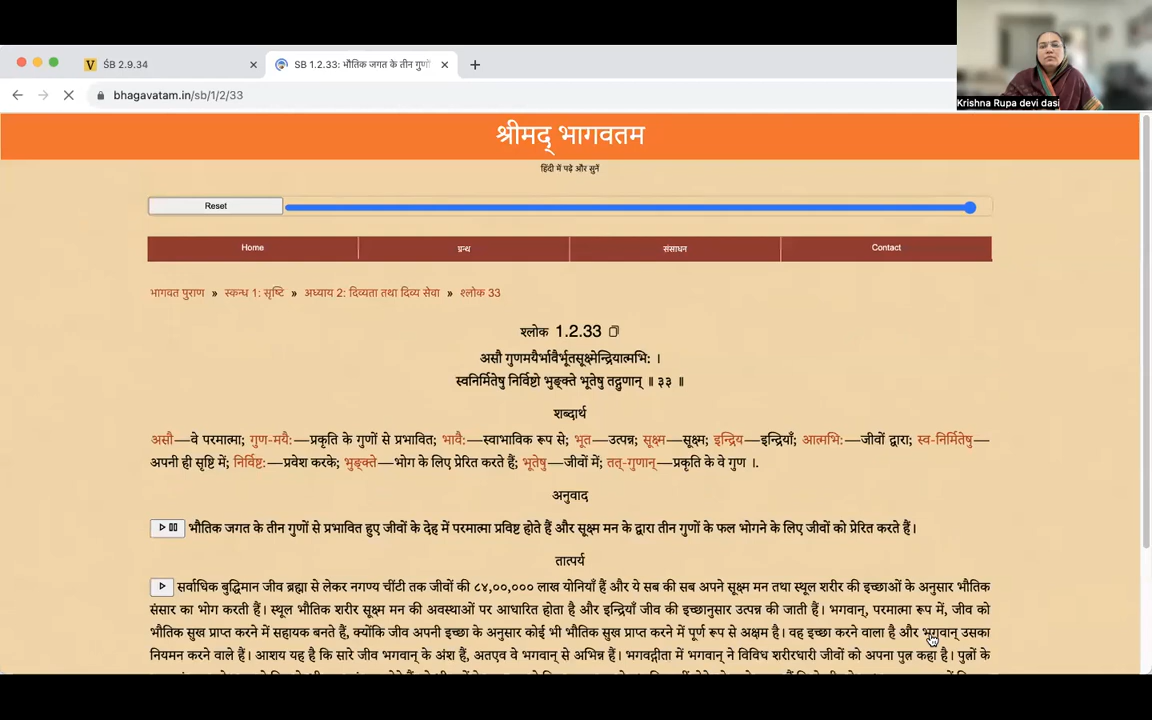 ŚB 2.9.34
SB 1.2.33: भौतिक जगत के तीन गुणों
bhagavatam.in/sb/1/2/33
Krishna Rupa devi dasi
श्रीमद् भागवतम
हिंदी में पढ़े और सुनें
Reset
Home ग्रन्थ संसाधन Contact
भागवत पुराण » स्कन्ध 1: सृष्टि » अध्याय 2: दिव्यता तथा दिव्य सेवा » श्लोक 33
श्लोक 1.2.33
असौ गुणमयैर्भावैर्भूतसूक्ष्मेन्द्रियात्मभि: ।
स्वनिर्मितेषु निर्विष्टो भुङ्क्ते भूतेषु तद्गुणान् ॥ ३३ ॥
शब्दार्थ
असौ—वे परमात्मा; गुण-मयै:—प्रकृति के गुणों से प्रभावित; भावै:—स्वाभाविक रूप से; भूत—उत्पन्न; सूक्ष्म—सूक्ष्म; इन्द्रिय—इन्द्रियाँ; आत्मभि:—जीवों द्वारा; स्व-निर्मितेषु—
अपनी ही सृष्टि में; निर्विष्ट:—प्रवेश करके; भुङ्क्ते—भोग के लिए प्रेरित करते हैं; भूतेषु—जीवों में; तत्-गुणान्—प्रकृति के वे गुण ।.
अनुवाद
भौतिक जगत के तीन गुणों से प्रभावित हुए जीवों के देह में परमात्मा प्रविष्ट होते हैं और सूक्ष्म मन के द्वारा तीन गुणों के फल भोगने के लिए जीवों को प्रेरित करते हैं।
तात्पर्य
सर्वाधिक बुद्धिमान जीव ब्रह्मा से लेकर नगण्य चींटी तक जीवों की ८४,००,००० लाख योनियाँ हैं और ये सब की सब अपने सूक्ष्म मन तथा स्थूल शरीर की इच्छाओं के अनुसार भौतिक
संसार का भोग करती हैं। स्थूल भौतिक शरीर सूक्ष्म मन की अवस्थाओं पर आधारित होता है और इन्द्रियाँ जीव की इच्छानुसार उत्पन्न की जाती हैं। भगवान्, परमात्मा रूप में, जीव को
भौतिक सुख प्राप्त करने में सहायक बनते हैं, क्योंकि जीव अपनी इच्छा के अनुसार कोई भी भौतिक सुख प्राप्त करने में पूर्ण रूप से अक्षम है। वह इच्छा करने वाला है और भगवान् उसका
नियमन करने वाले हैं। आशय यह है कि सारे जीव भगवान् के अंश हैं, अतएव वे भगवान् से अभिन्न हैं। भगवद्गीता में भगवान् ने विविध शरीरधारी जीवों को अपना पुत्र कहा है। पुत्रों के